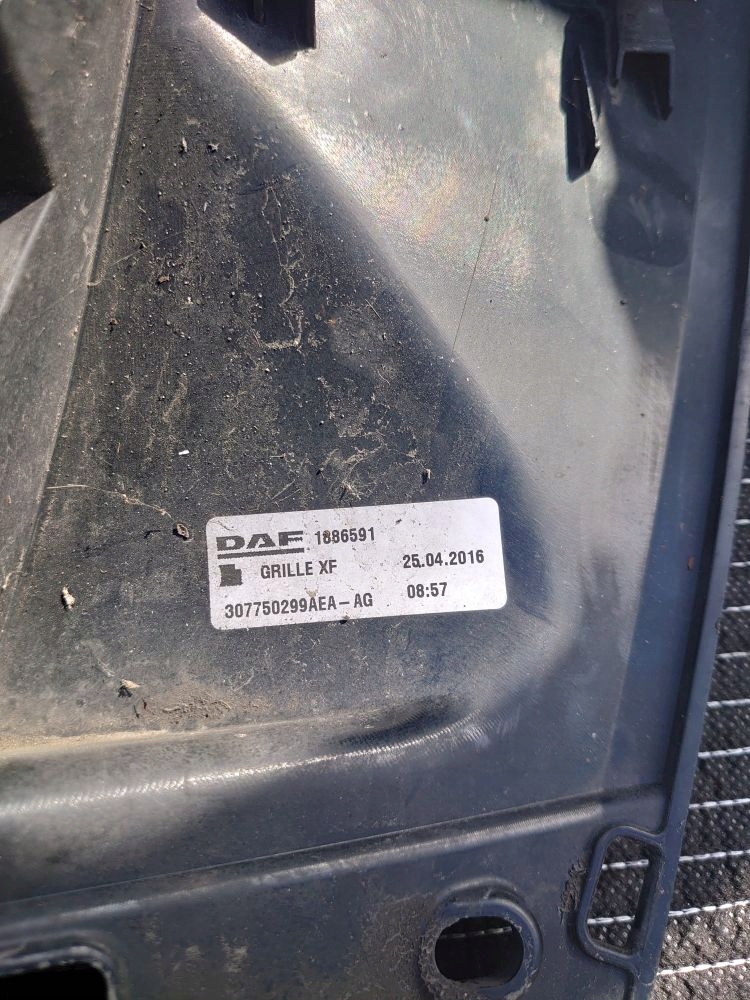 DAF 1886591
GRILLE XF 25.04.2016
307750299AEA-AG 08:57